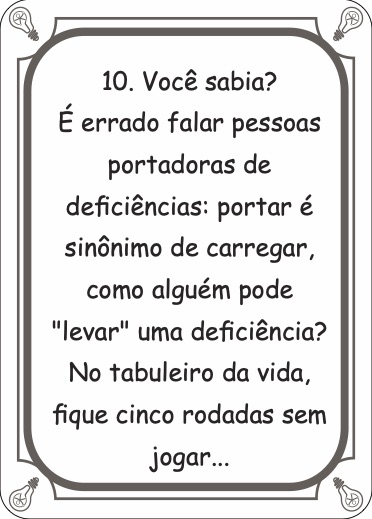 10. Você sabia?
É errado falar pessoas
portadoras de
deficiências: portar é
sinônimo de carregar,
como alguém pode
"levar" uma deficiência?
No tabuleiro da vida,
fique cinco rodadas sem
jogar...